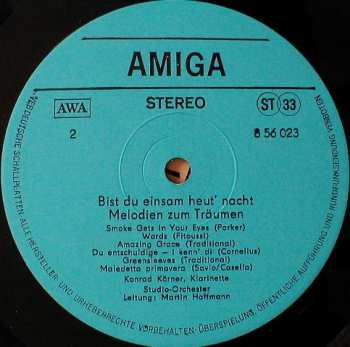 AMIGA
AWA
STEREO
ST 33
2
8 56 023
Bist du einsam heut' nacht
Melodien zum Träumen
Smoke Gets In Your Eyes (Parker)
Words (Fitoussi)
Amazing Grace (Traditional)
Du entschuldige - i kenn' di (Cornelius)
Greensleeves (Traditional)
Maledetta primavera (Savio/Casella)
Konrad Körner, Klarinette
Studio-Orchester
Leitung: Martin Hoffmann
VEB DEUTSCHE SCHALLPLATTEN · ALLE HERSTELLER- UND URHEBERRECHTE VORBEHALTEN · ÜBERSPIELUNG, ÖFFENTLICHE AUFFÜHRUNG UND RUNDFUNKSENDUNG VERBOTEN